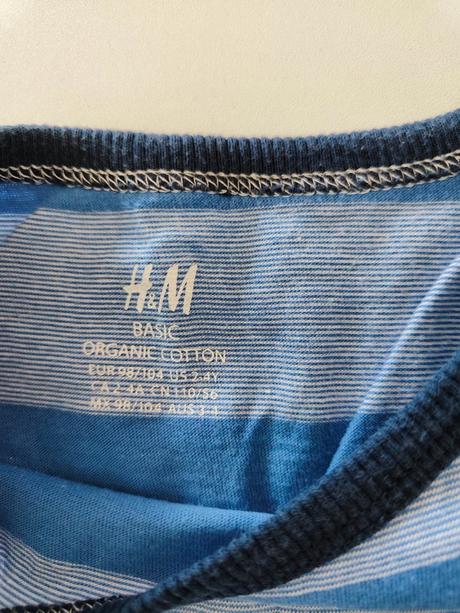 H&M
BASIC
ORGANIC COTTON
EUR 98/104 US 2-4Y
CA 2-4A CN 110/56
MX 98/104 AUS 3-4